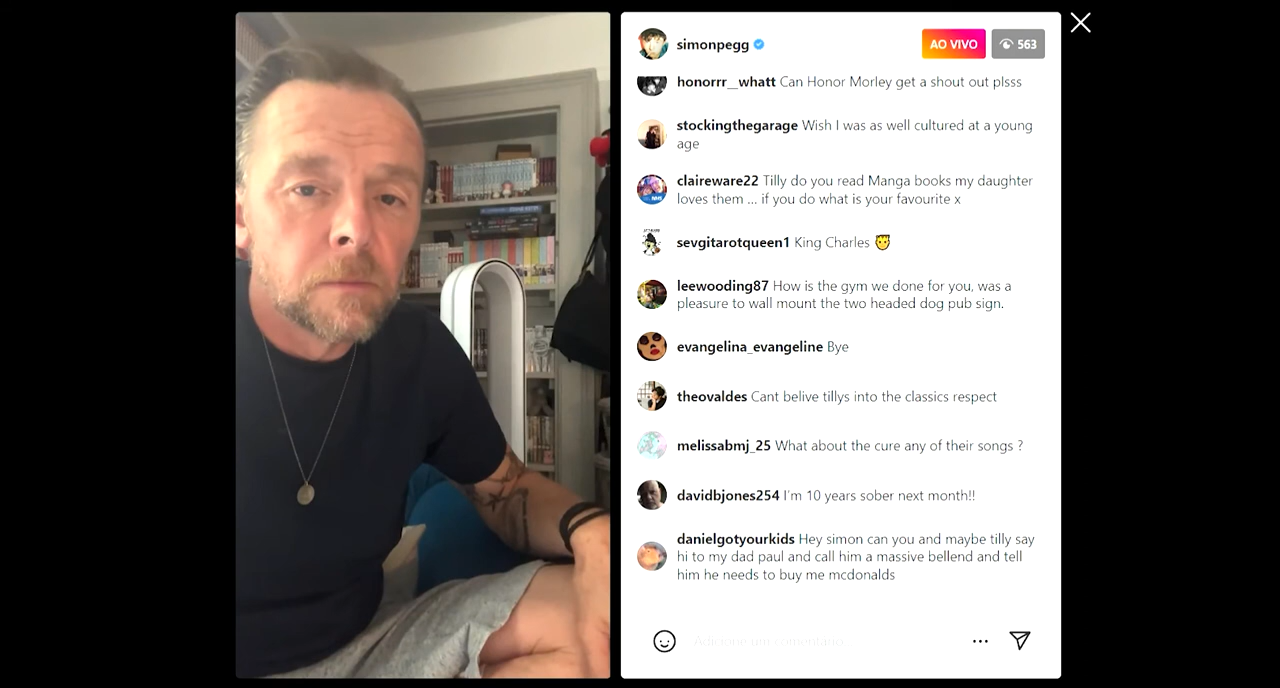 simonpegg
AO VIVO
563
honorrr__whatt Can Honor Morley get a shout out plsss
stockingthegarage Wish I was as well cultured at a young
age
claireware22 Tilly do you read Manga books my daughter
loves them ... if you do what is your favourite x
sevgitarotqueen1 King Charles
leewooding87 How is the gym we done for you, was a
pleasure to wall mount the two headed dog pub sign.
evangelina_evangeline Bye
theovaldes Cant belive tillys into the classics respect
melissabmj_25 What about the cure any of their songs ?
davidbjones254 I'm 10 years sober next month!!
danielgotyourkids Hey simon can you and maybe tilly say
hi to my dad paul and call him a massive bellend and tell
him he needs to buy me mcdonalds
Adicione um comentário...